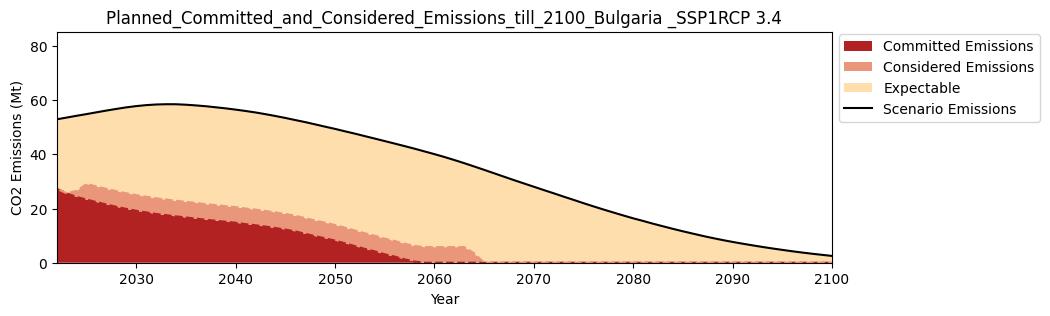 Planned_Committed_and_Considered_Emissions_till_2100_Bulgaria _SSP1RCP 3.4
CO2 Emissions (Mt)
80
60
40
20
0
2030 2040 2050 2060 2070 2080 2090 2100
Year
Committed Emissions
Considered Emissions
Expectable
Scenario Emissions